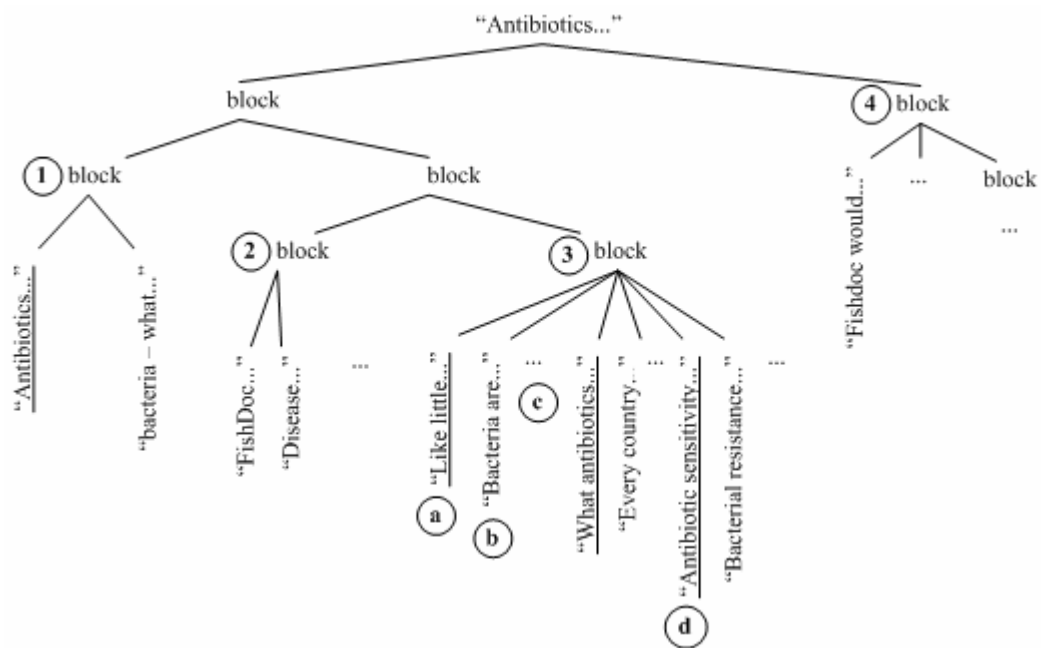 “Antibiotics...”
block
4 block
1 block
block
2 block
3 block
“Fishdoc would...”
...
block
...
“Antibiotics...”
“bacteria – what...”
“FishDoc...”
“Disease...”
...
“Like little...”
“Bacteria are...”
...
“What antibiotics...”
“Every country...”
...
“Antibiotic sensitivity...”
“Bacterial resistance...”
...
a
b
c
d